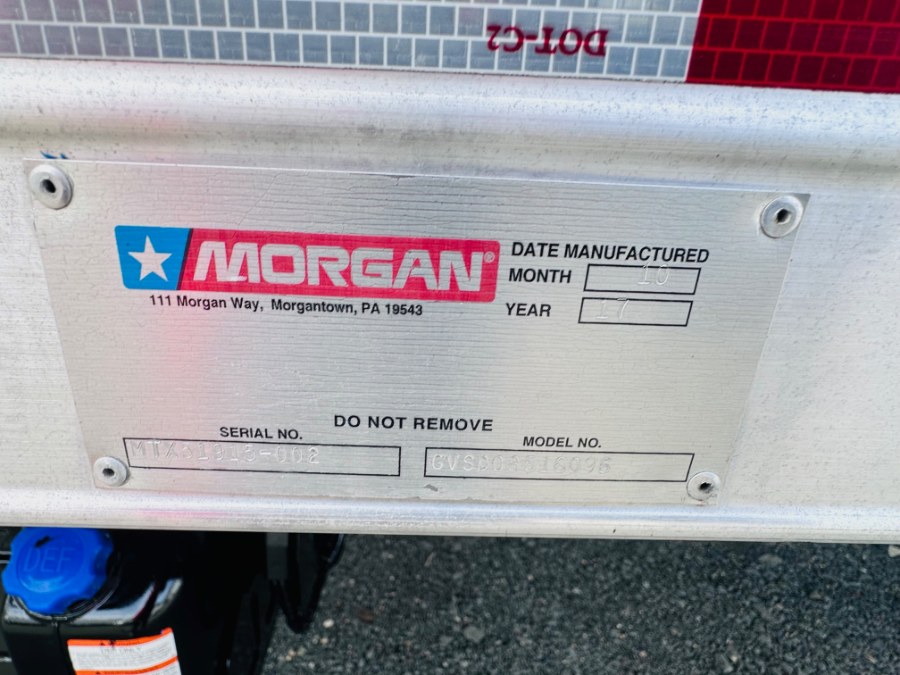 DOT-C2
MORGAN®
111 Morgan Way, Morgantown, PA 19543
DATE MANUFACTURED
MONTH 10
YEAR 17
DO NOT REMOVE
SERIAL NO.
MODEL NO.
DEF